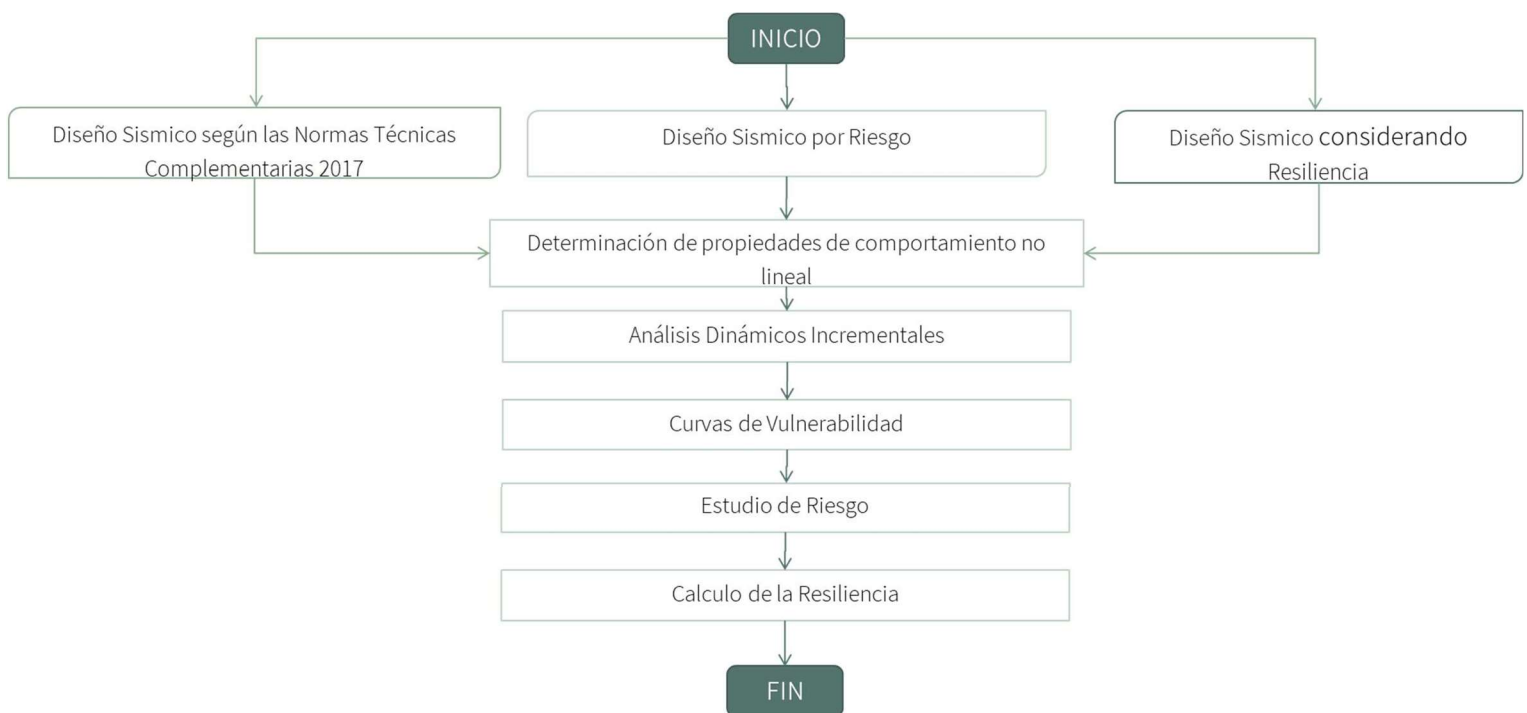 INICIO
Diseño Sismico según las Normas Técnicas
Complementarias 2017
Diseño Sismico por Riesgo
Diseño Sismico considerando
Resiliencia
Determinación de propiedades de comportamiento no
lineal
Análisis Dinámicos Incrementales
Curvas de Vulnerabilidad
Estudio de Riesgo
Calculo de la Resiliencia
FIN